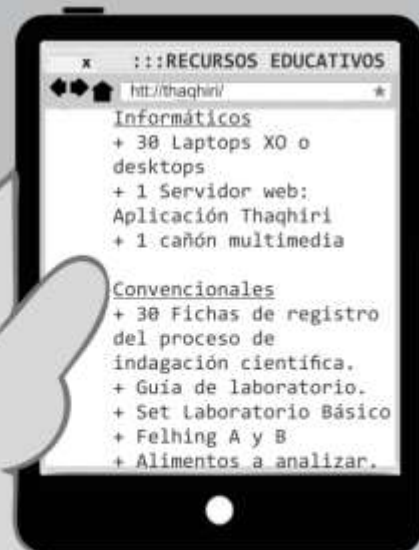 x :::RECURSOS EDUCATIVOS
htt://thaqhiri/
Informáticos
+ 30 Laptops XO o
desktops
+ 1 Servidor web:
Aplicación Thaqhiri
+ 1 cañón multimedia
Convencionales
+ 30 Fichas de registro
del proceso de
indagación científica.
+ Guía de laboratorio.
+ Set Laboratorio Básico
+ Felhing A y B
+ Alimentos a analizar.